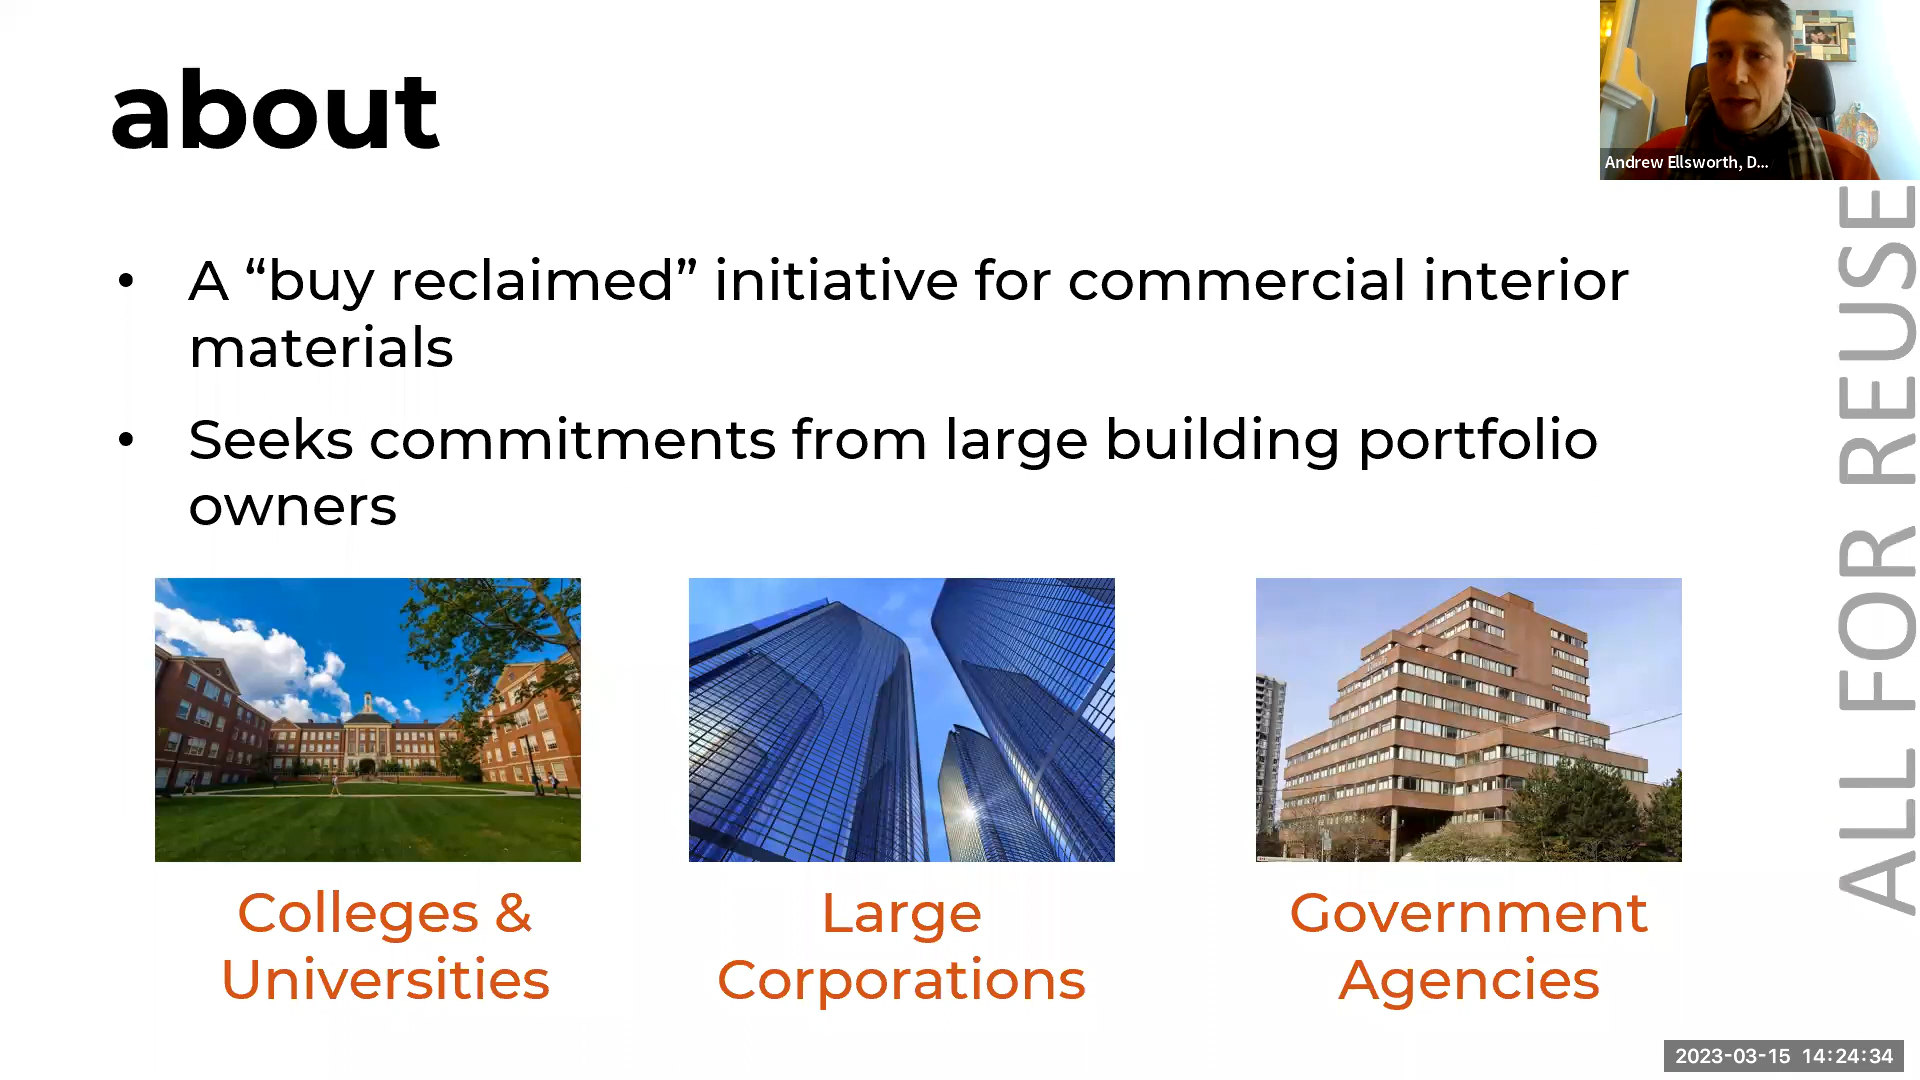 about
Andrew Ellsworth, D...
• A “buy reclaimed” initiative for commercial interior
materials
• Seeks commitments from large building portfolio
owners
Colleges &
Universities
Large
Corporations
Government
Agencies
ALL FOR REUSE
2023-03-15 14:24:34